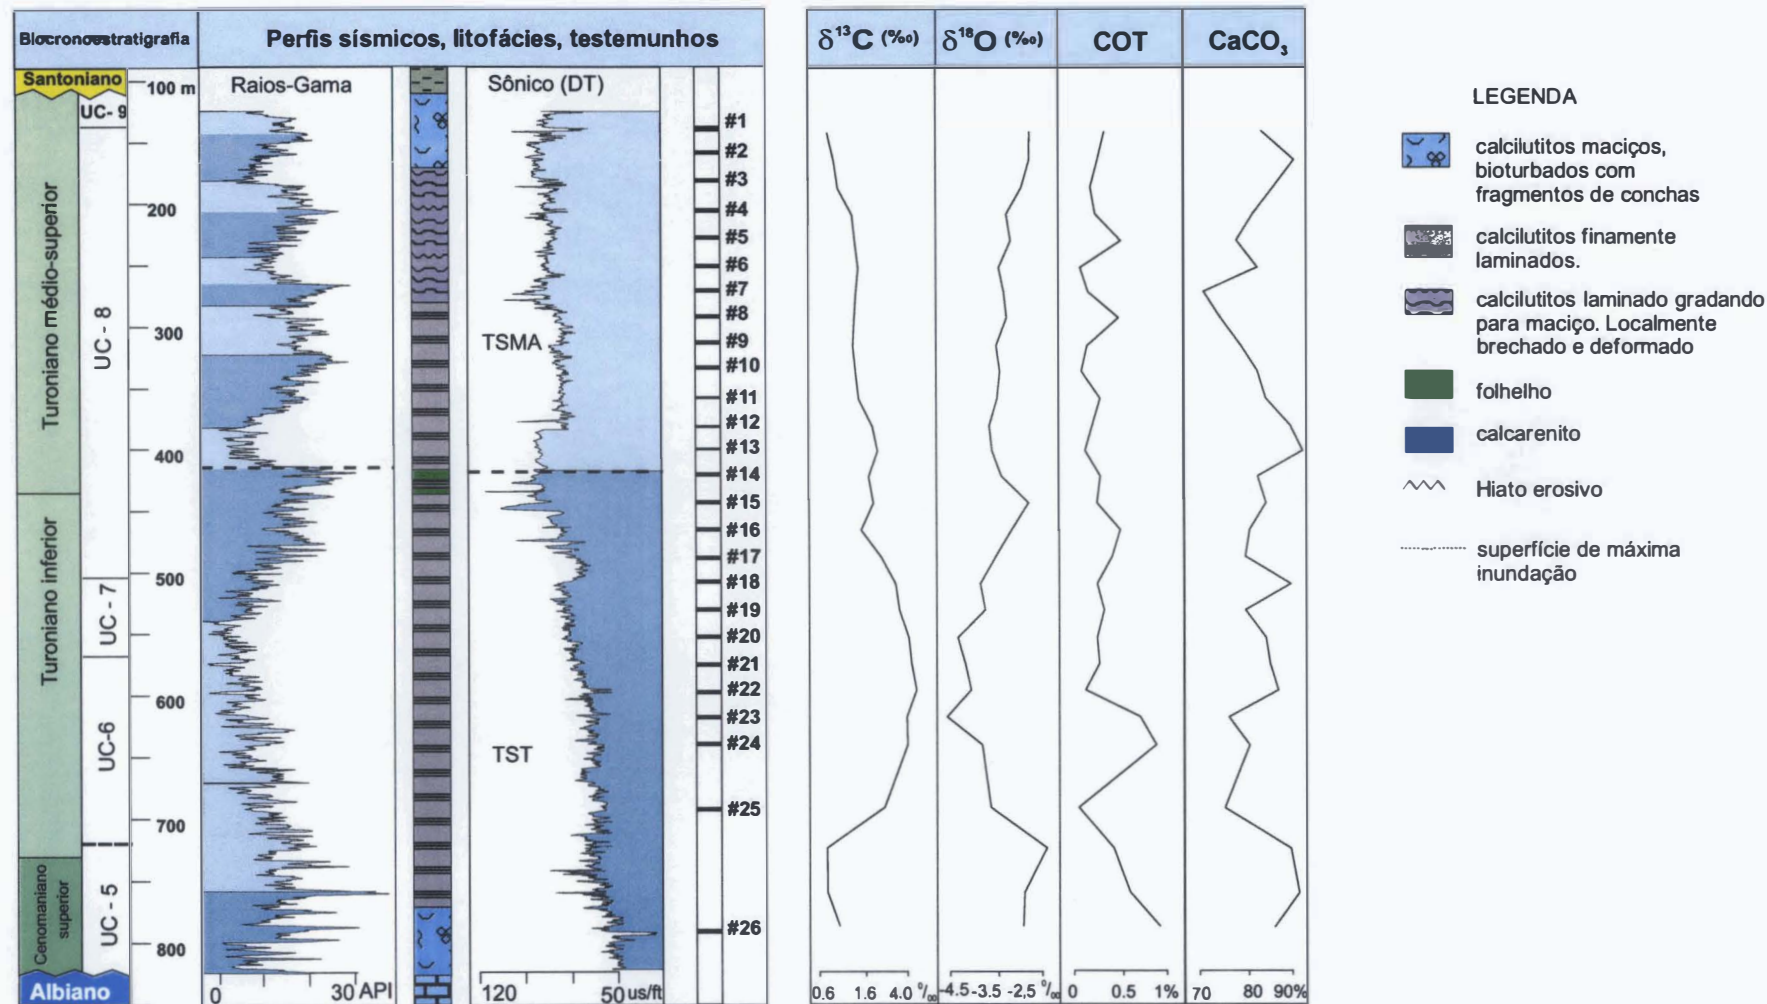 Biocronoestratigrafia
Perfis sísmicos, litofácies, testemunhos
δ¹³C (‰)
δ¹⁸O (‰)
COT
CaCO₃
Santoniano
Turoniano médio-superior
Turoniano inferior
Cenomaniano superior
Albiano
UC- 9
UC - 8
UC - 7
UC-6
UC - 5
100 m
200
300
400
500
600
700
800
Raios-Gama
0 30 API
Sônico (DT)
TSMA
TST
120 50 us/ft
#1
#2
#3
#4
#5
#6
#7
#8
#9
#10
#11
#12
#13
#14
#15
#16
#17
#18
#19
#20
#21
#22
#23
#24
#25
#26
0.6 1.6 4.0 ‰
-4.5 -3.5 -2,5 ‰
0 0.5 1%
70 80 90%
LEGENDA
calcilutitos maciços,
bioturbados com
fragmentos de conchas
calcilutitos finamente
laminados.
calcilutitos laminado gradando
para maciço. Localmente
brechado e deformado
folhelho
calcarenito
Hiato erosivo
superfície de máxima
inundação